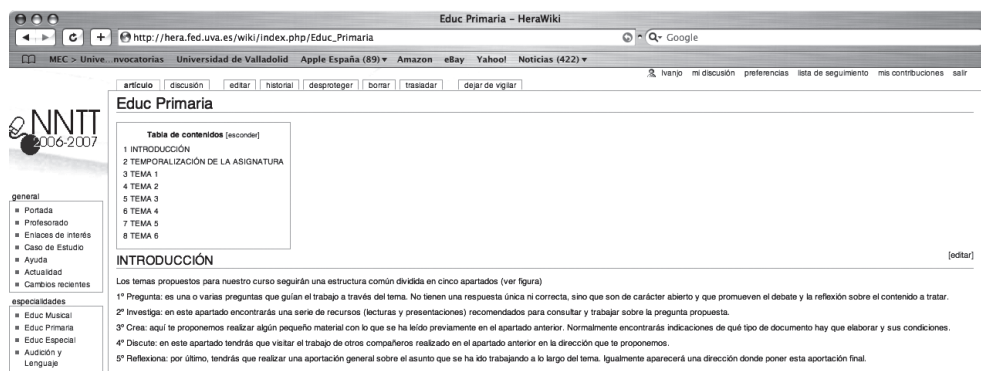 Educ Primaria – HeraWiki
http://hera.fed.uva.es/wiki/index.php/Educ_Primaria
Google
MEC > Unive...nvocatorias Universidad de Valladolid Apple España (89) Amazon eBay Yahoo! Noticias (422)
Ivanjo mi discusión preferencias lista de seguimiento mis contribuciones salir
artículo discusión editar historial desproteger borrar trasladar dejar de vigilar
Educ Primaria
NNTT
2006-2007
Tabla de contenidos [esconder]
1 INTRODUCCIÓN
2 TEMPORALIZACIÓN DE LA ASIGNATURA
3 TEMA 1
4 TEMA 2
5 TEMA 3
6 TEMA 4
7 TEMA 5
8 TEMA 6
general
Portada
Profesorado
Enlaces de interés
Caso de Estudio
Ayuda
Actualidad
Cambios recientes
especialidades
Educ Musical
Educ Primaria
Educ Especial
Audición y
Lenguaje
INTRODUCCIÓN
[editar]
Los temas propuestos para nuestro curso seguirán una estructura común dividida en cinco apartados (ver figura)
1º Pregunta: es una o varias preguntas que guían el trabajo a través del tema. No tienen una respuesta única ni correcta, sino que son de carácter abierto y que promueven el debate y la reflexión sobre el contenido a tratar.
2º Investiga: en este apartado encontrarás una serie de recursos (lecturas y presentaciones) recomendados para consultar y trabajar sobre la pregunta propuesta.
3º Crea: aquí te proponemos realizar algún pequeño material con lo que se ha leído previamente en el apartado anterior. Normalmente encontrarás indicaciones de qué tipo de documento hay que elaborar y sus condiciones.
4º Discute: en este apartado tendrás que visitar el trabajo de otros compañeros realizado en el apartado anterior en la dirección que te proponemos.
5º Reflexiona: por último, tendrás que realizar una aportación general sobre el asunto que se ha ido trabajando a lo largo del tema. Igualmente aparecerá una dirección donde poner esta aportación final.